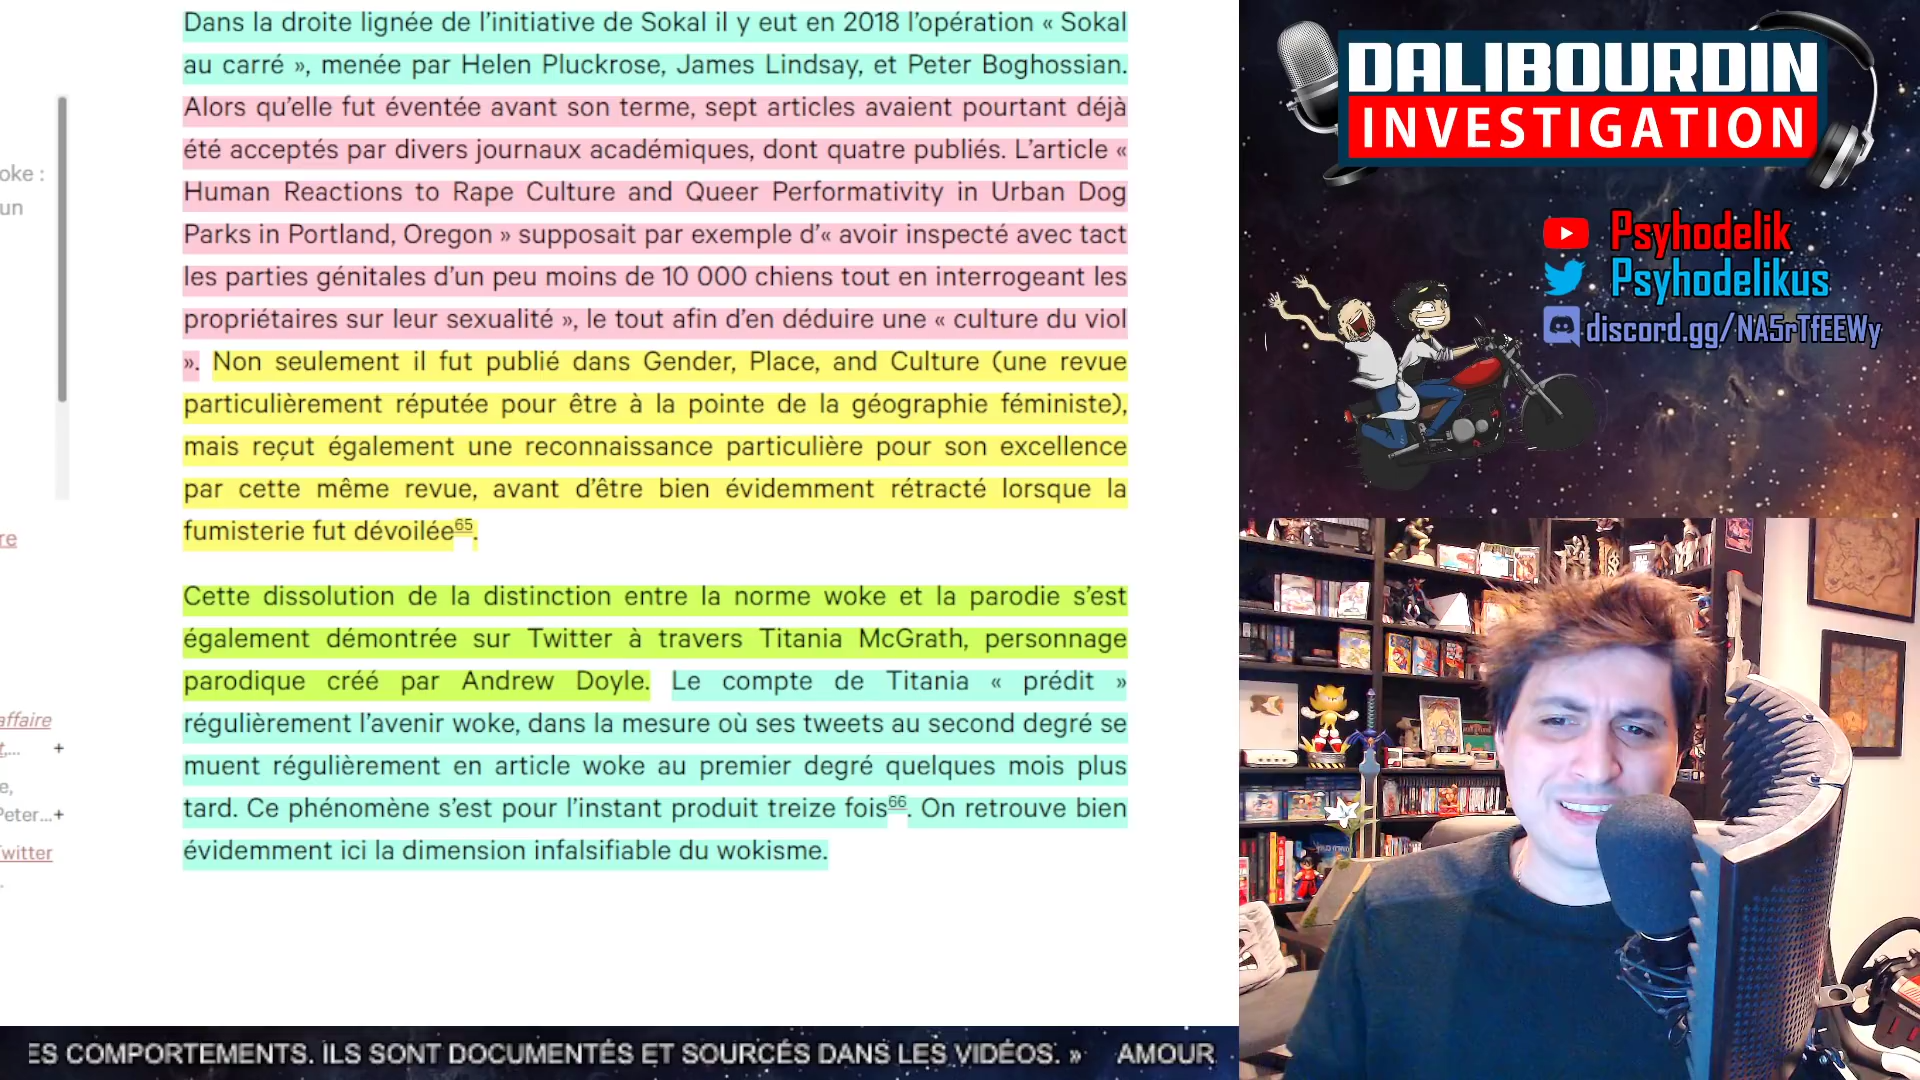 Dans la droite lignée de l’initiative de Sokal il y eut en 2018 l’opération « Sokal
au carré », menée par Helen Pluckrose, James Lindsay, et Peter Boghossian.
Alors qu’elle fut éventée avant son terme, sept articles avaient pourtant déjà
été acceptés par divers journaux académiques, dont quatre publiés. L’article «
Human Reactions to Rape Culture and Queer Performativity in Urban Dog
Parks in Portland, Oregon » supposait par exemple d’« avoir inspecté avec tact
les parties génitales d’un peu moins de 10 000 chiens tout en interrogeant les
propriétaires sur leur sexualité », le tout afin d’en déduire une « culture du viol
». Non seulement il fut publié dans Gender, Place, and Culture (une revue
particulièrement réputée pour être à la pointe de la géographie féministe),
mais reçut également une reconnaissance particulière pour son excellence
par cette même revue, avant d’être bien évidemment rétracté lorsque la
fumisterie fut dévoilée65.
Cette dissolution de la distinction entre la norme woke et la parodie s’est
également démontrée sur Twitter à travers Titania McGrath, personnage
parodique créé par Andrew Doyle. Le compte de Titania « prédit »
régulièrement l’avenir woke, dans la mesure où ses tweets au second degré se
muent régulièrement en article woke au premier degré quelques mois plus
tard. Ce phénomène s’est pour l’instant produit treize fois66. On retrouve bien
évidemment ici la dimension infalsifiable du wokisme.
oke :
un
re
affaire
t,... +
e,
Peter...+
witter
ES COMPORTEMENTS. ILS SONT DOCUMENTÉS ET SOURCÉS DANS LES VIDÉOS. » AMOUR
DALIBOURDIN
INVESTIGATION
Psyhodelik
Psyhodelikus
discord.gg/NA5rTfEEWy